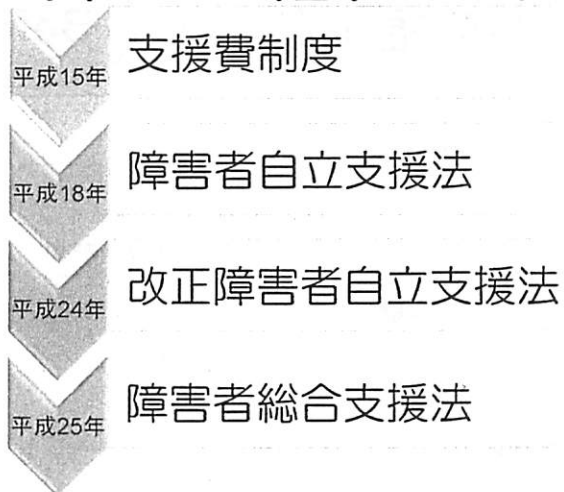 平成15年 支援費制度
平成18年 障害者自立支援法
平成24年 改正障害者自立支援法
平成25年 障害者総合支援法